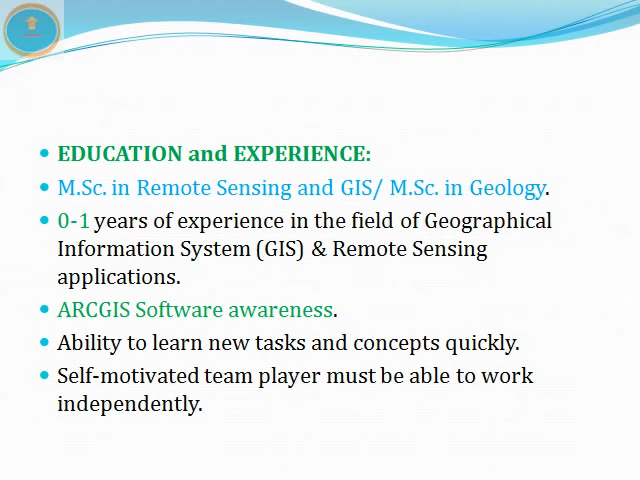 EDUCATION and EXPERIENCE:
M.Sc. in Remote Sensing and GIS/ M.Sc. in Geology.
0-1 years of experience in the field of Geographical
Information System (GIS) & Remote Sensing
applications.
ARCGIS Software awareness.
Ability to learn new tasks and concepts quickly.
Self-motivated team player must be able to work
independently.